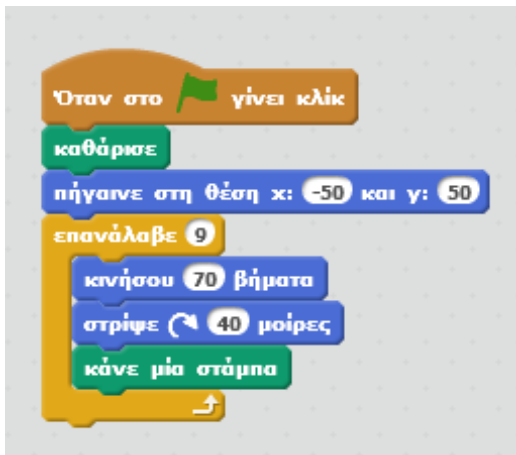 Όταν στο γίνει κλίκ
καθάρισε
πήγαινε στη θέση x: -50 και y: 50
επανάλαβε 9
κινήσου 70 βήματα
στρίψε 40 μοίρες
κάνε μία στάμπα